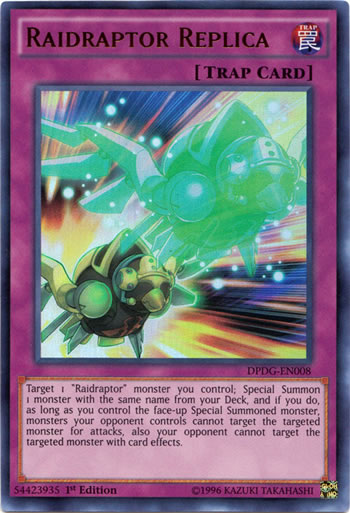 RAIDRAPTOR REPLICA
TRAP
罠
[TRAP CARD]
DPDG-EN008
Target 1 "Raidraptor" monster you control; Special Summon
1 monster with the same name from your Deck, and if you do,
as long as you control the face-up Special Summoned monster,
monsters your opponent controls cannot target the targeted
monster for attacks, also your opponent cannot target the
targeted monster with card effects.
54423935 1st Edition ©1996 KAZUKI TAKAHASHI